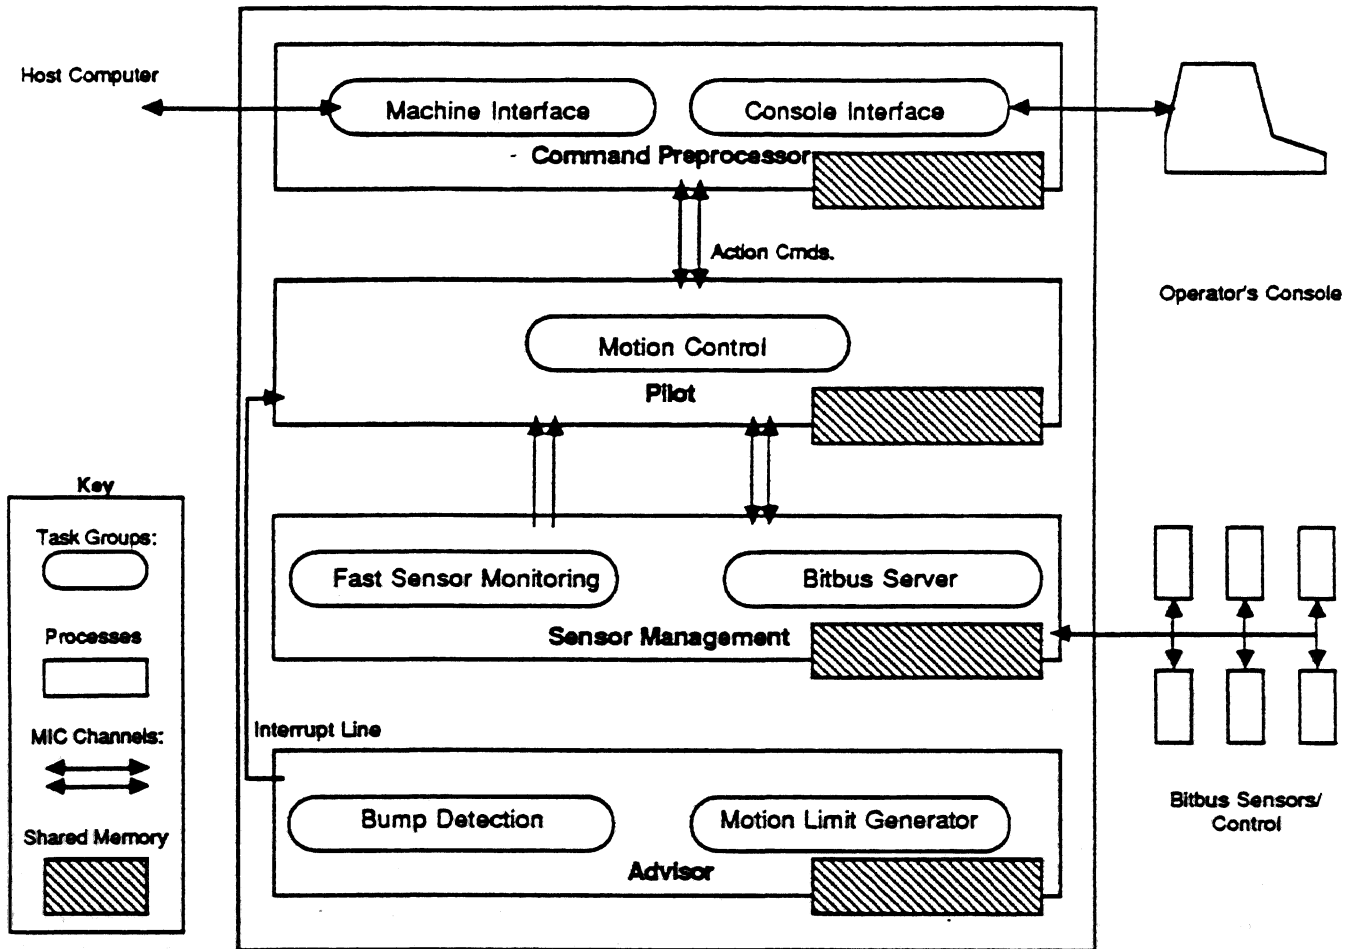 Host Computer
Machine Interface
Console Interface
Command Preprocessor
Action Cmds.
Operator's Console
Motion Control
Pilot
Key
Task Groups:
Processes
MIC Channels:
Shared Memory
Fast Sensor Monitoring
Bitbus Server
Sensor Management
Interrupt Line
Bump Detection
Motion Limit Generator
Advisor
Bitbus Sensors/
Control